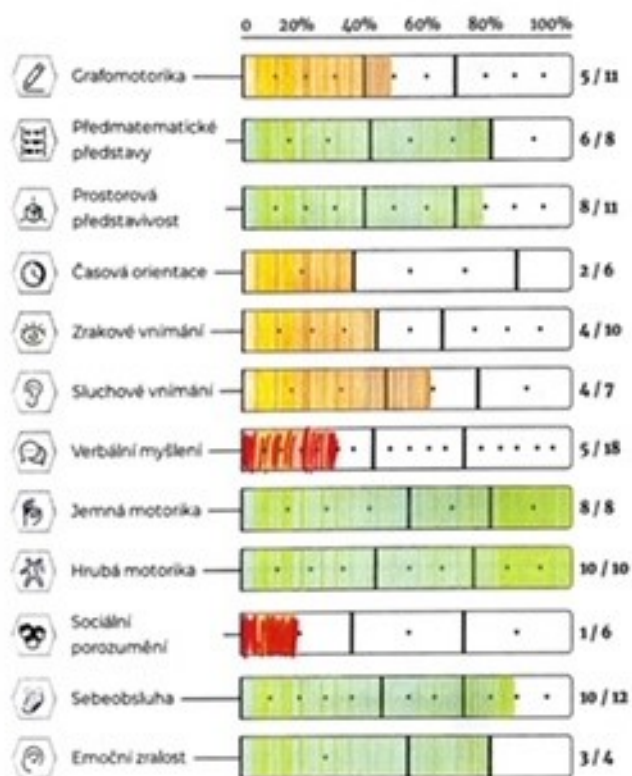 0 20% 40% 60% 80% 100%
Grafomotorika 5 / 11
Předmatematické
představy 6 / 8
Prostorová
představivost 8 / 11
Časová orientace 2 / 6
Zrakové vnímání 4 / 10
Sluchové vnímání 4 / 7
Verbální myšlení 5 / 18
Jemná motorika 8 / 8
Hrubá motorika 10 / 10
Sociální
porozumění 1 / 6
Sebeobsluha 10 / 12
Emoční zralost 3 / 4